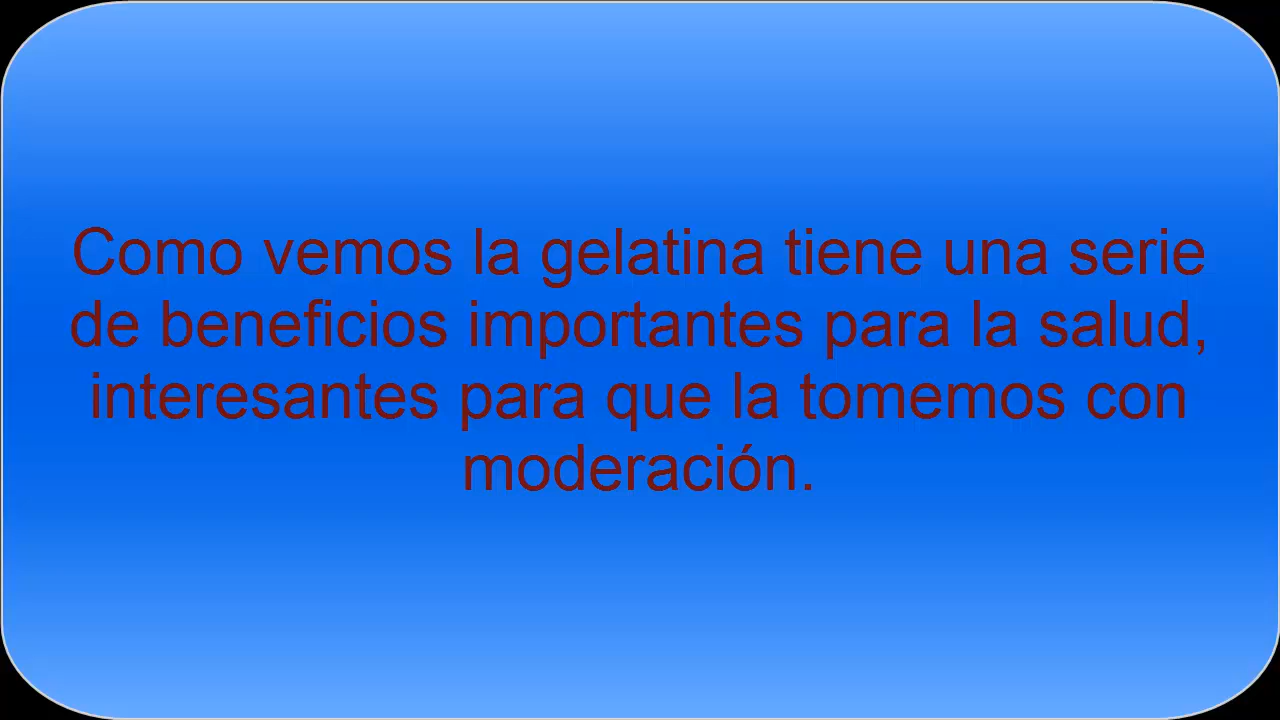 Como vemos la gelatina tiene una serie
de beneficios importantes para la salud,
interesantes para que la tomemos con
moderación.